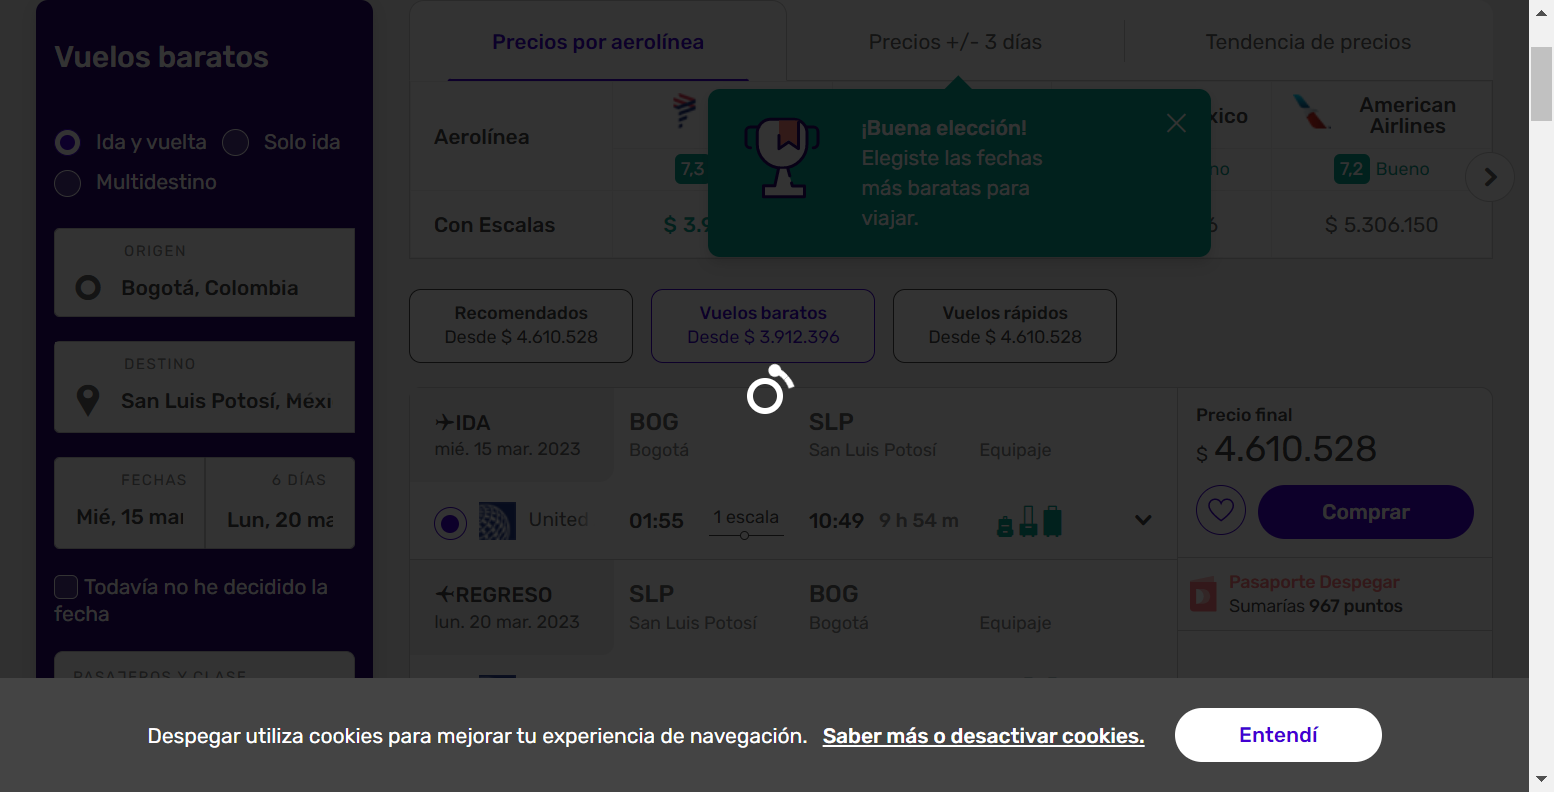 Vuelos baratos
Ida y vuelta
Solo ida
Multidestino
ORIGEN
Bogotá, Colombia
DESTINO
San Luis Potosí, Méxi
FECHAS
6 DÍAS
Mié, 15 mar
Lun, 20 ma
Todavía no he decidido la
fecha
PASAJEROS Y CLASE
Precios por aerolínea
Precios +/- 3 días
Tendencia de precios
Aerolínea
xico
American
Airlines
7,3
no
7,2 Bueno
Con Escalas
$ 3.9
6
$ 5.306.150
¡Buena elección!
Elegiste las fechas
más baratas para
viajar.
Recomendados
Desde $ 4.610.528
Vuelos baratos
Desde $ 3.912.396
Vuelos rápidos
Desde $ 4.610.528
IDA
BOG
SLP
mié. 15 mar. 2023
Bogotá
San Luis Potosí
Equipaje
United
01:55
1 escala
10:49
9 h 54 m
REGRESO
SLP
BOG
lun. 20 mar. 2023
San Luis Potosí
Bogotá
Equipaje
Precio final
$ 4.610.528
Comprar
Pasaporte Despegar
Sumarías 967 puntos
Despegar utiliza cookies para mejorar tu experiencia de navegación. Saber más o desactivar cookies.
Entendí